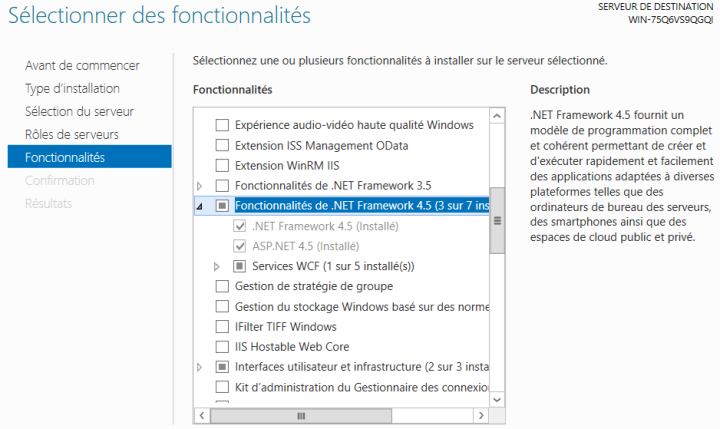 Sélectionner des fonctionnalités
SERVEUR DE DESTINATION
WIN-75Q6VS9QGQI
Avant de commencer
Type d'installation
Sélection du serveur
Rôles de serveurs
Fonctionnalités
Confirmation
Résultats
Sélectionnez une ou plusieurs fonctionnalités à installer sur le serveur sélectionné.
Fonctionnalités
Expérience audio-vidéo haute qualité Windows
Extension ISS Management OData
Extension WinRM IIS
Fonctionnalités de .NET Framework 3.5
Fonctionnalités de .NET Framework 4.5 (3 sur 7 ins
.NET Framework 4.5 (Installé)
ASP.NET 4.5 (Installé)
Services WCF (1 sur 5 installé(s))
Gestion de stratégie de groupe
Gestion du stockage Windows basé sur des norme
IFilter TIFF Windows
IIS Hostable Web Core
Interfaces utilisateur et infrastructure (2 sur 3 insta
Kit d'administration du Gestionnaire des connexio
Description
.NET Framework 4.5 fournit un
modèle de programmation complet
et cohérent permettant de créer et
d'exécuter rapidement et facilement
des applications adaptées à diverses
plateformes telles que des
ordinateurs de bureau des serveurs,
des smartphones ainsi que des
espaces de cloud public et privé.